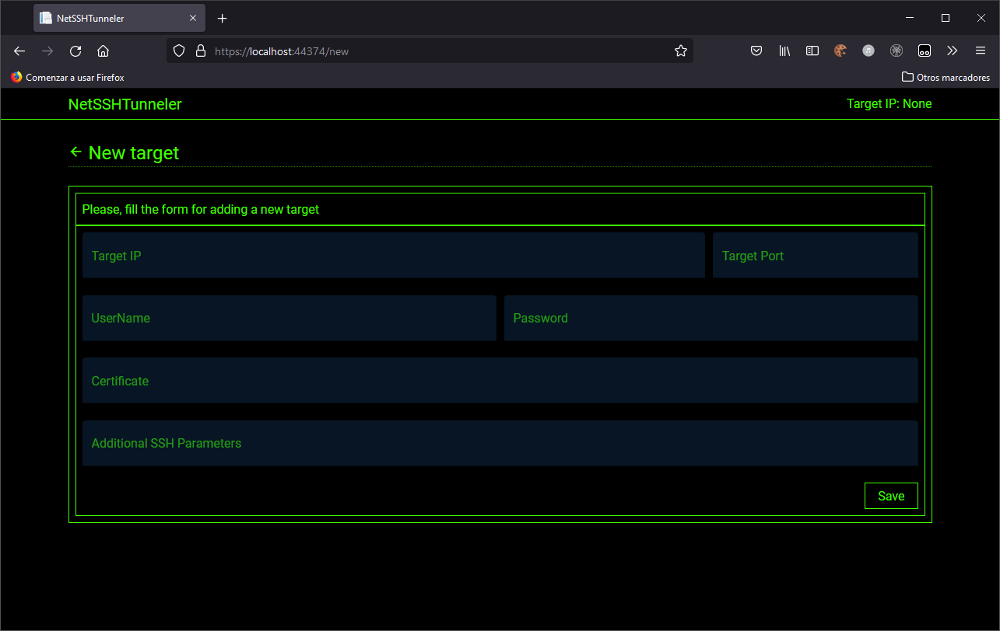 NetSSHTunneler
https://localhost:44374/new
Comenzar a usar Firefox
Otros marcadores
NetSSHTunneler
Target IP: None
New target
Please, fill the form for adding a new target
Target IP
Target Port
UserName
Password
Certificate
Additional SSH Parameters
Save